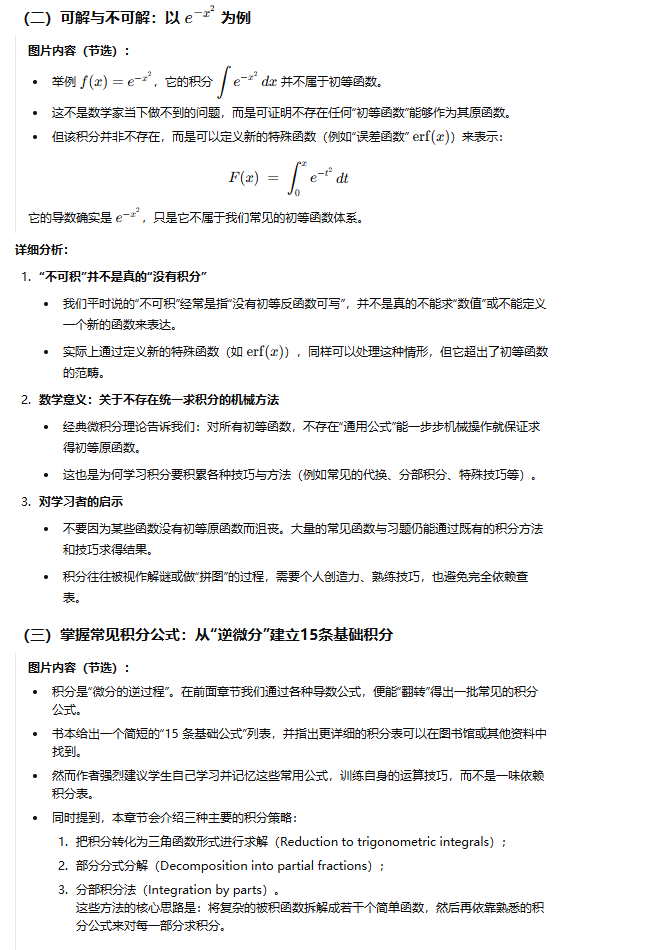 （二）可解与不可解：以 e^{-x^2} 为例
图片内容（节选）：
• 举例 f(x) = e^{-x^2}，它的积分 ∫ e^{-x^2} dx 并不属于初等函数。
• 这不是数学家当下做不到的问题，而是可证明不存在任何“初等函数”能够作为其原函数。
• 但该积分并非不存在，而是可以定义新的特殊函数（例如“误差函数” erf(x)）来表示：
F(x) = ∫_0^x e^{-t^2} dt
它的导数确实是 e^{-x^2}，只是它不属于我们常见的初等函数体系。
详细分析：
1. “不可积”并不是真的“没有积分”
• 我们平时说的“不可积”经常是指“没有初等反函数可写”，并不是真的不能求“数值”或不能定义
一个新的函数来表达。
• 实际上通过定义新的特殊函数（如 erf(x)），同样可以处理这种情形，但它超出了初等函数
的范畴。
2. 数学意义：关于不存在统一求积分的机械方法
• 经典微积分理论告诉我们：对所有初等函数，不存在“通用公式”能一步步机械操作就保证求
得初等原函数。
• 这也是为何学习积分要积累各种技巧与方法（例如常见的代换、分部积分、特殊技巧等）。
3. 对学习者的启示
• 不要因为某些函数没有初等原函数而沮丧。大量的常见函数与习题仍能通过既有的积分方法
和技巧求得结果。
• 积分往往被视作解谜或做“拼图”的过程，需要个人创造力、熟练技巧，也避免完全依赖查
表。
（三）掌握常见积分公式：从“逆微分”建立15条基础积分
图片内容（节选）：
• 积分是“微分的逆过程”。在前面章节我们通过各种导数公式，便能“翻转”得出一批常见的积分
公式。
• 书本给出一个简短的“15 条基础公式”列表，并指出更详细的积分表可以在图书馆或其他资料中
找到。
• 然而作者强烈建议学生自己学习并记忆这些常用公式，训练自身的运算技巧，而不是一味依赖
积分表。
• 同时提到，本章节会介绍三种主要的积分策略：
1. 把积分转化为三角函数形式进行求解（Reduction to trigonometric integrals）；
2. 部分分式分解（Decomposition into partial fractions）；
3. 分部积分法（Integration by parts）。
这些方法的核心思路是：将复杂的被积函数拆解成若干个简单函数，然后再依靠熟悉的积
分公式来对每一部分求积分。